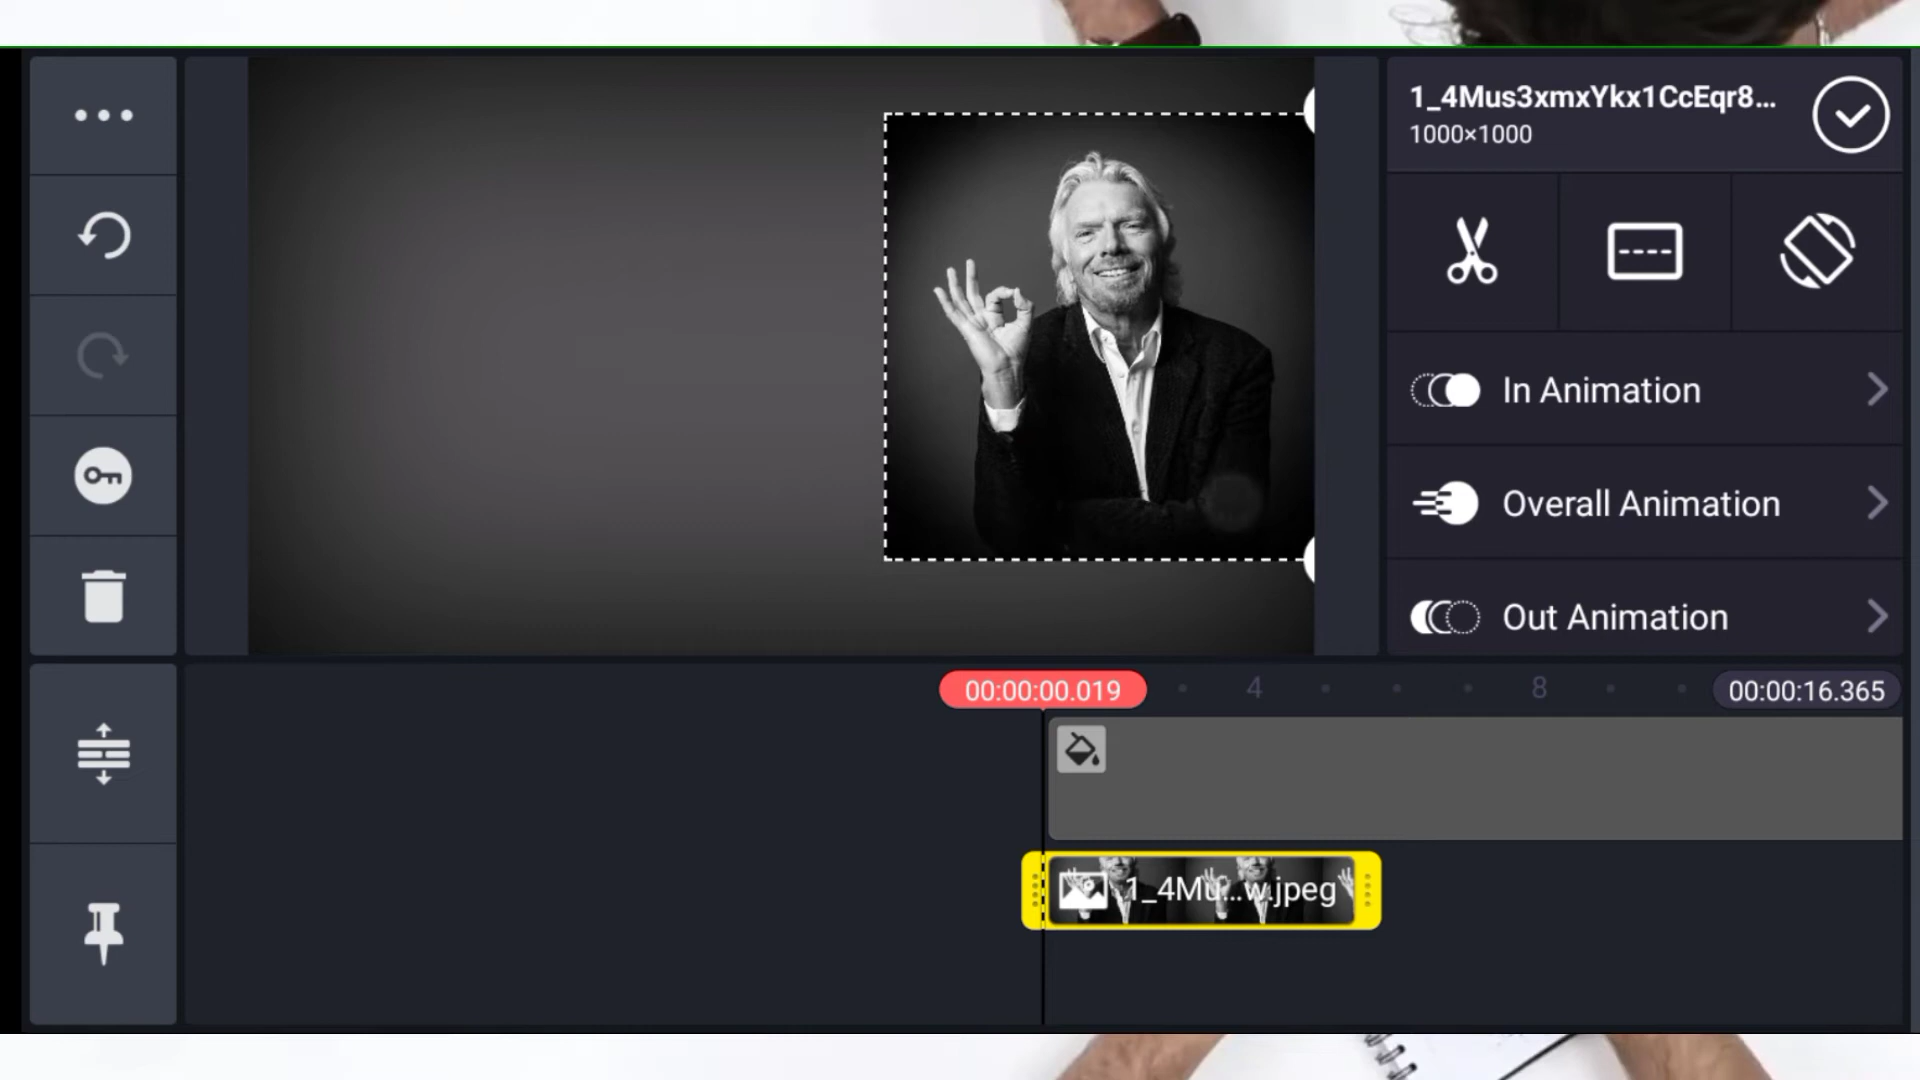 1_4Mus3xmxYkx1CcEqr8...
1000×1000
In Animation
Overall Animation
Out Animation
00:00:00.019
4
8
00:00:16.365
1_4Mu...w.jpeg